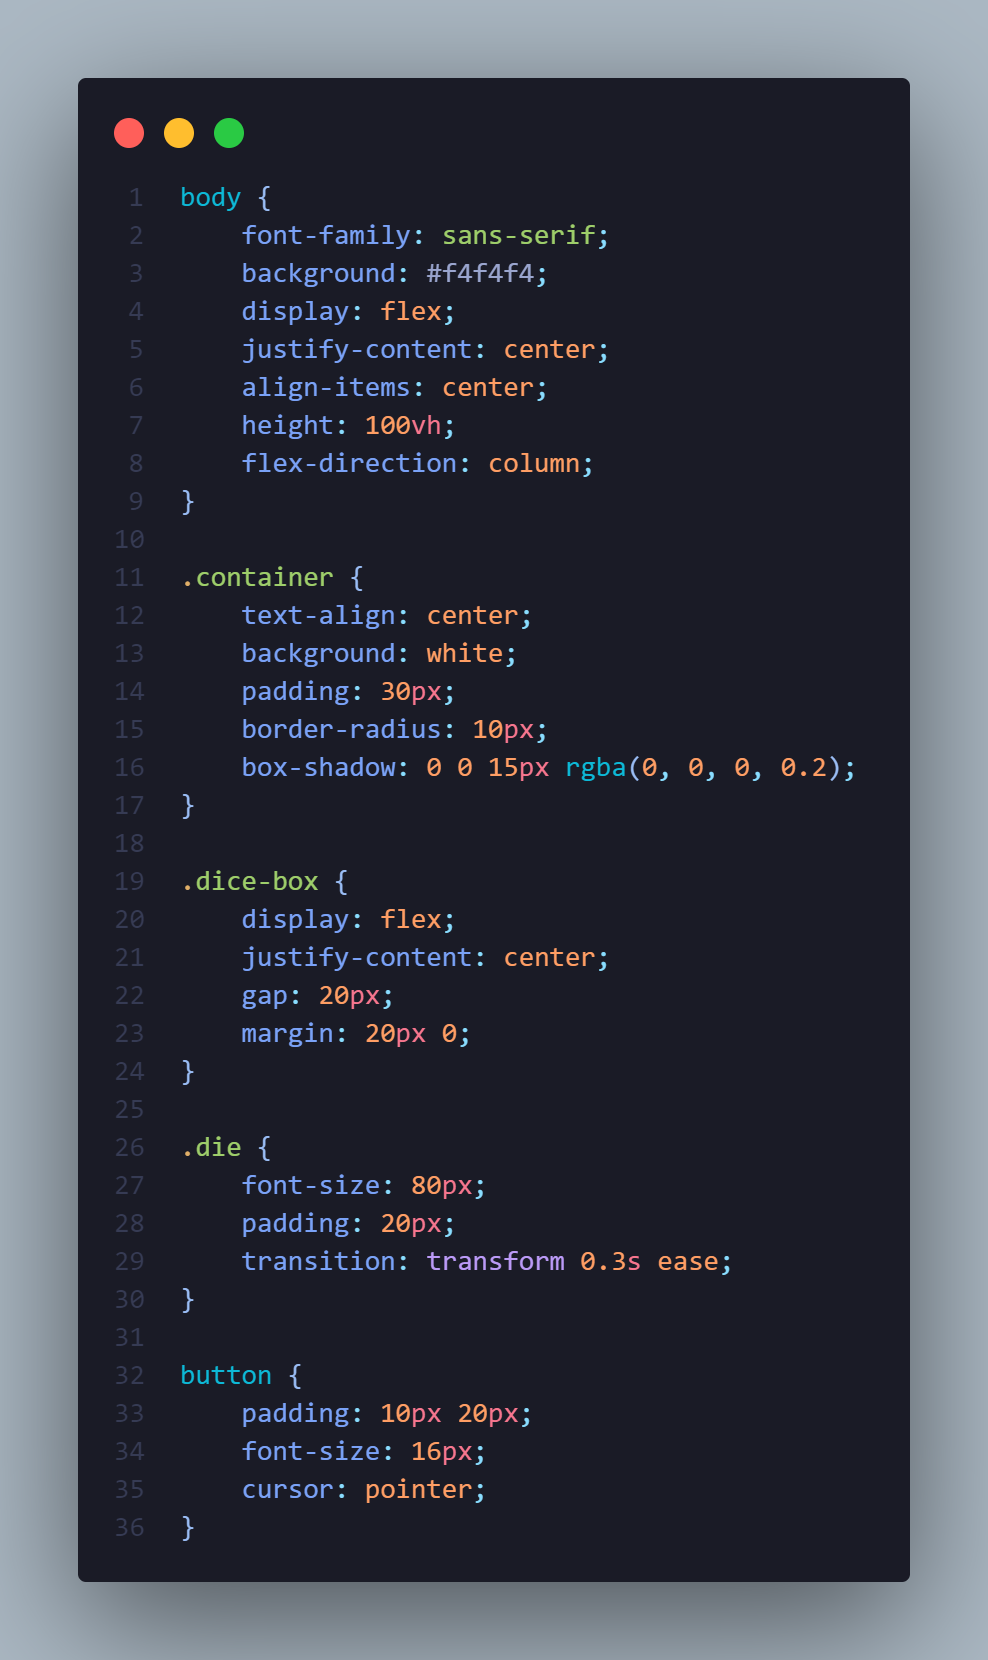 1 body {
2     font-family: sans-serif;
3     background: #f4f4f4;
4     display: flex;
5     justify-content: center;
6     align-items: center;
7     height: 100vh;
8     flex-direction: column;
9 }
10
11 .container {
12     text-align: center;
13     background: white;
14     padding: 30px;
15     border-radius: 10px;
16     box-shadow: 0 0 15px rgba(0, 0, 0, 0.2);
17 }
18
19 .dice-box {
20     display: flex;
21     justify-content: center;
22     gap: 20px;
23     margin: 20px 0;
24 }
25
26 .die {
27     font-size: 80px;
28     padding: 20px;
29     transition: transform 0.3s ease;
30 }
31
32 button {
33     padding: 10px 20px;
34     font-size: 16px;
35     cursor: pointer;
36 }